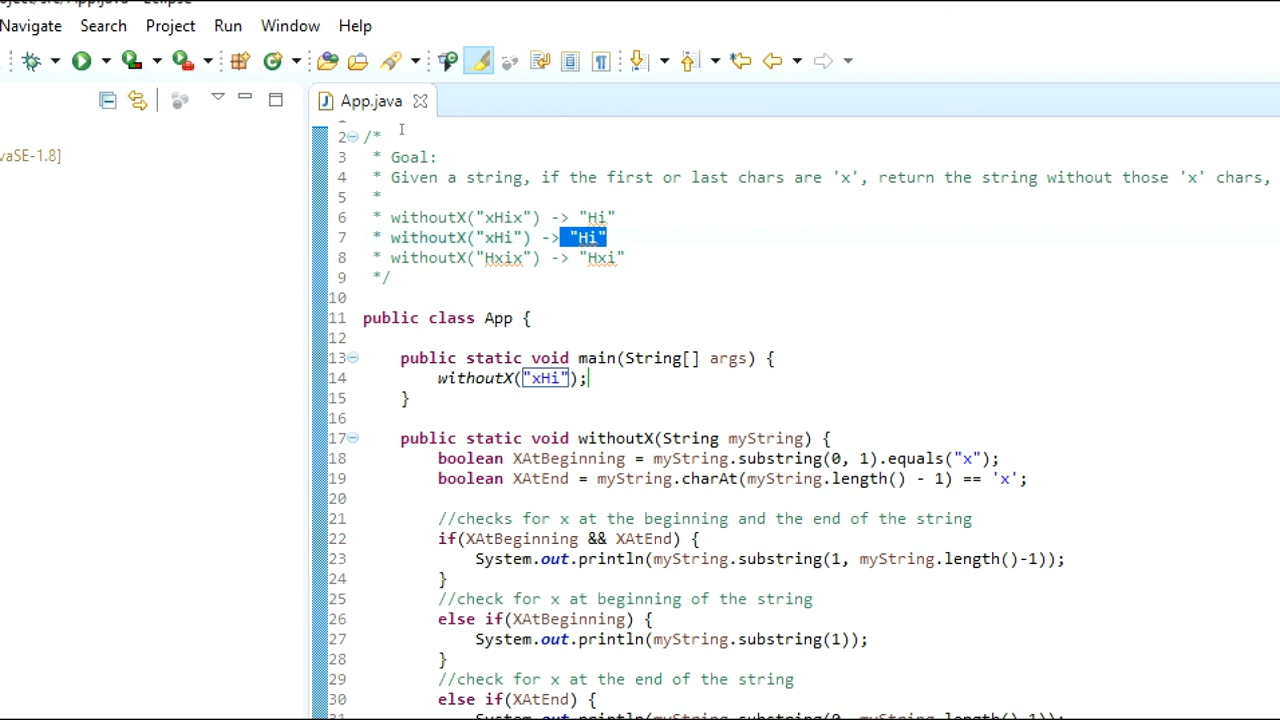 Navigate Search Project Run Window Help
App.java
vaSE-1.8]
2 /*
3 * Goal:
4 * Given a string, if the first or last chars are 'x', return the string without those 'x' chars,
5 *
6 * withoutX("xHix") -> "Hi"
7 * withoutX("xHi") -> "Hi"
8 * withoutX("Hxix") -> "Hxi"
9 */
10
11 public class App {
12
13 public static void main(String[] args) {
14 withoutX("xHi");
15 }
16
17 public static void withoutX(String myString) {
18 boolean XAtBeginning = myString.substring(0, 1).equals("x");
19 boolean XAtEnd = myString.charAt(myString.length() - 1) == 'x';
20
21 //checks for x at the beginning and the end of the string
22 if(XAtBeginning && XAtEnd) {
23 System.out.println(myString.substring(1, myString.length()-1));
24 }
25 //check for x at beginning of the string
26 else if(XAtBeginning) {
27 System.out.println(myString.substring(1));
28 }
29 //check for x at the end of the string
30 else if(XAtEnd) {